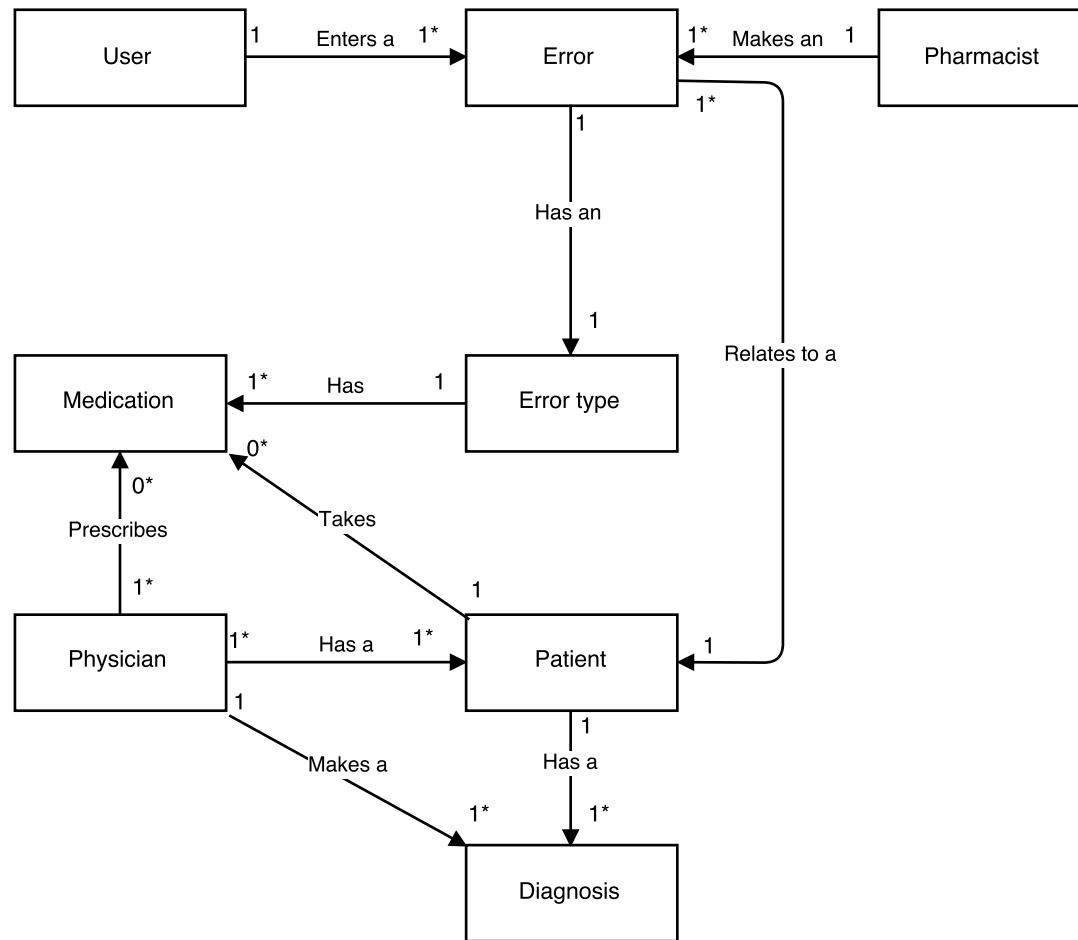 User
1
Enters a
1*
Error
1*
Makes an
1
Pharmacist
1*
1
Has an
1
Relates to a
Medication
1*
Has
1
Error type
0*
0*
Takes
Prescribes
1*
1
Physician
1*
Has a
1*
Patient
1
1
1
Makes a
Has a
1*
1*
Diagnosis